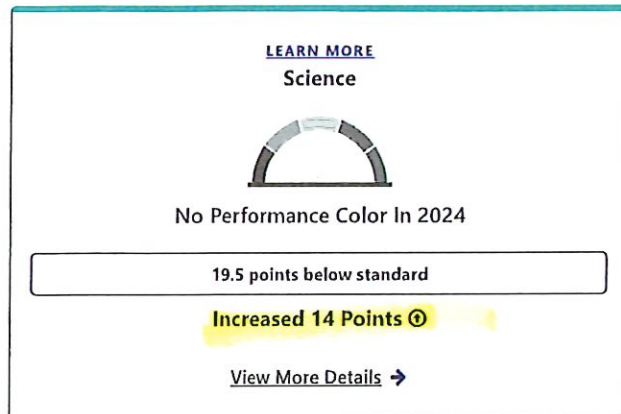 LEARN MORE
Science
No Performance Color In 2024
19.5 points below standard
Increased 14 Points
View More Details →